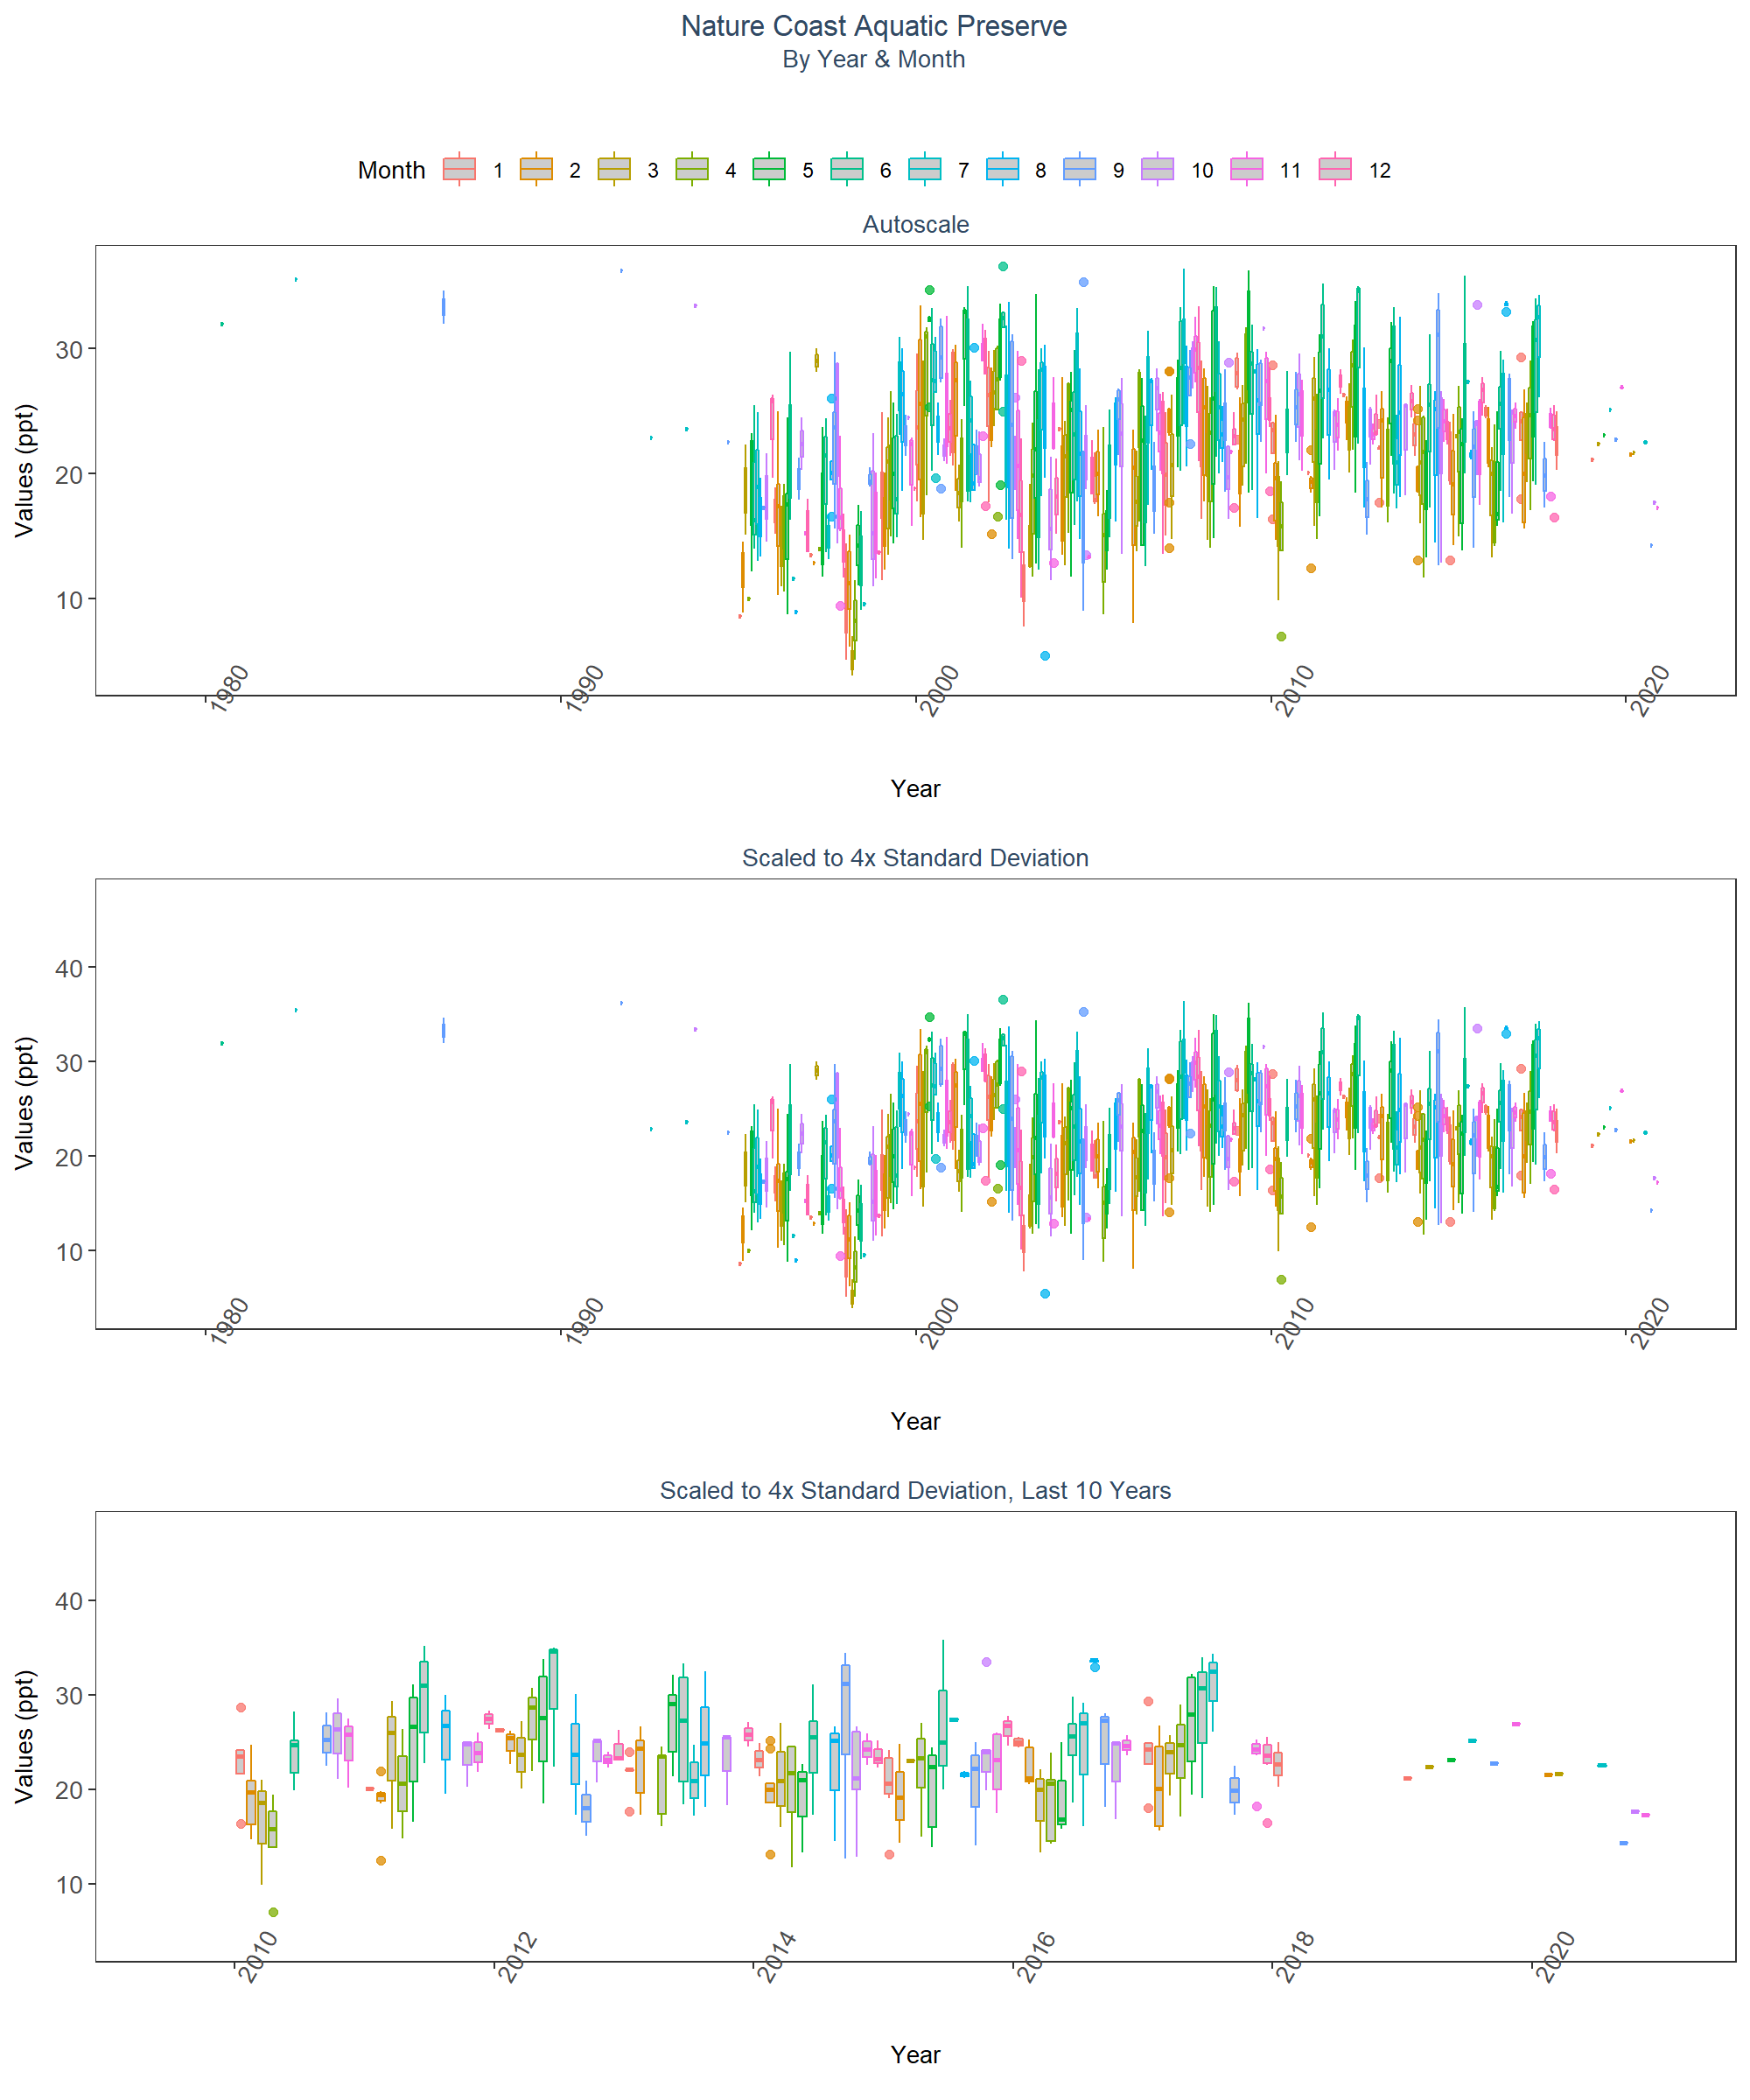 Nature Coast Aquatic Preserve
By Year & Month
Month 1 2 3 4 5 6 7 8 9 10 11 12
Autoscale
Values (ppt)
30
20
10
1980 1990 2000 2010 2020
Year
Scaled to 4x Standard Deviation
Values (ppt)
40
30
20
10
1980 1990 2000 2010 2020
Year
Scaled to 4x Standard Deviation, Last 10 Years
Values (ppt)
40
30
20
10
2010 2012 2014 2016 2018 2020
Year